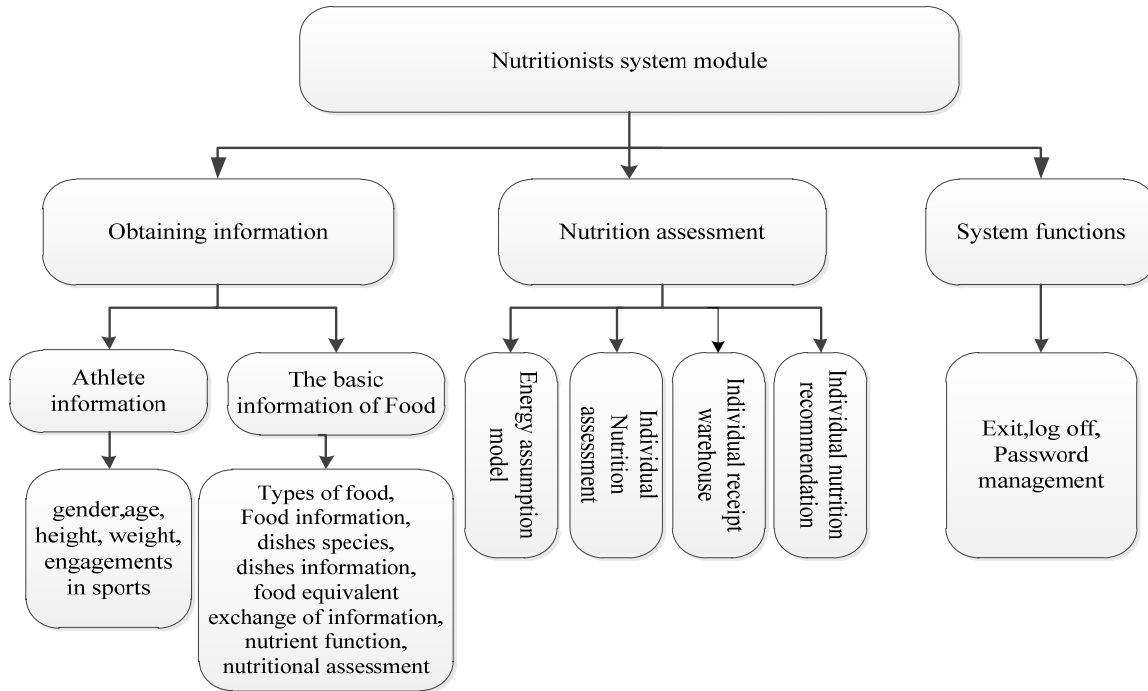 Nutritionists system module
Obtaining information
Nutrition assessment
System functions
Athlete
information
The basic
information of Food
Energy assumption
model
Individual
Nutrition
assessment
Individual receipt
warehouse
Individual nutrition
recommendation
Exit,log off,
Password
management
gender,age,
height, weight,
engagements
in sports
Types of food,
Food information,
dishes species,
dishes information,
food equivalent
exchange of information,
nutrient function,
nutritional assessment